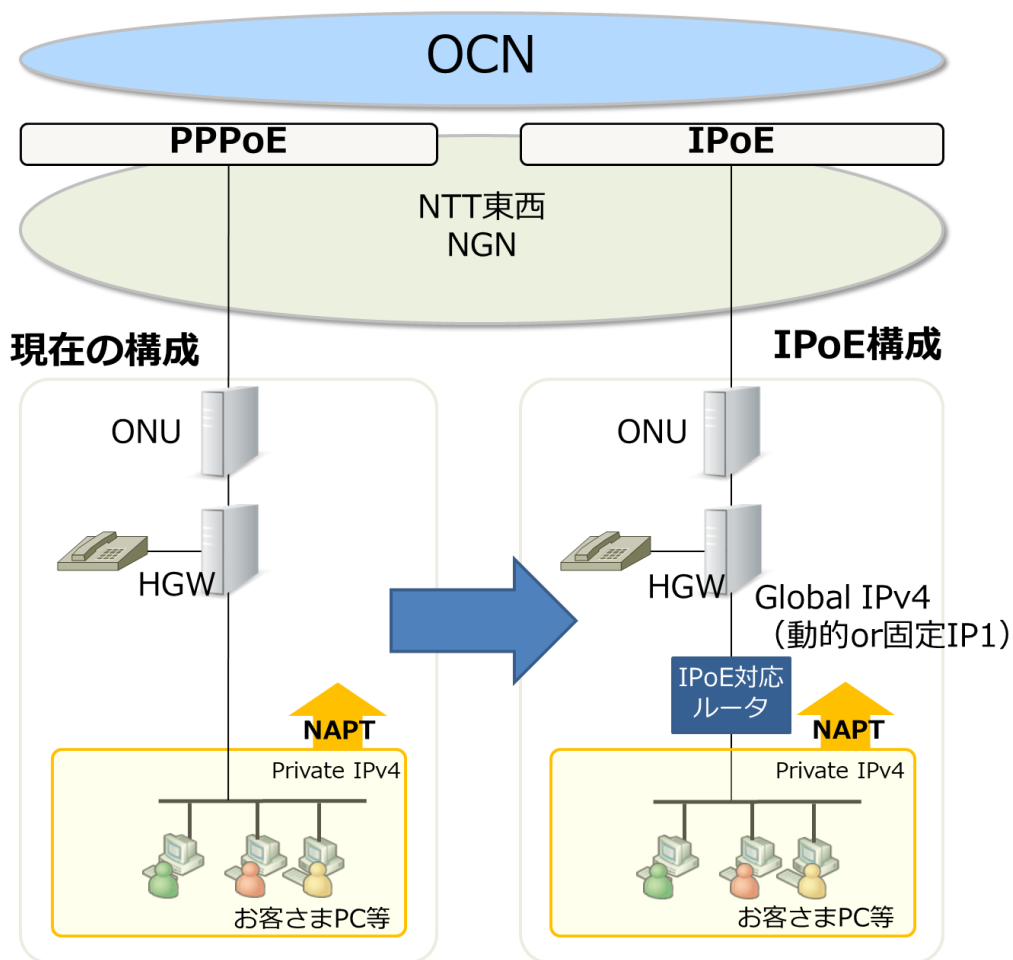 OCN
PPPoE
IPoE
NTT東西
NGN
現在の構成
IPoE構成
ONU
ONU
HGW
HGW
Global IPv4
（動的or固定IP1）
IPoE対応
ルータ
NAPT
NAPT
Private IPv4
Private IPv4
お客さまPC等
お客さまPC等